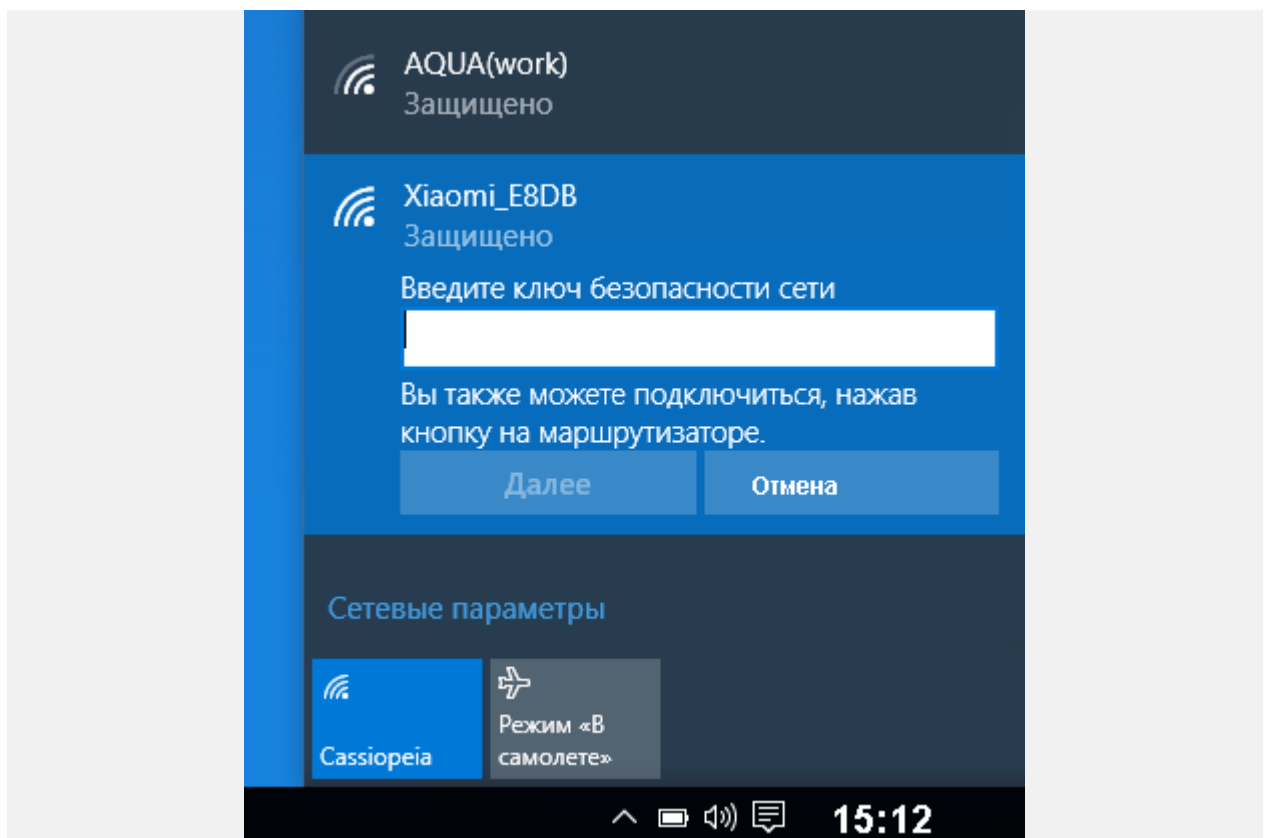 AQUA(work)
Защищено
Xiaomi_E8DB
Защищено
Введите ключ безопасности сети
Вы также можете подключиться, нажав
кнопку на маршрутизаторе.
Далее Отмена
Сетевые параметры
Cassiopeia
Режим «В
самолете»
15:12